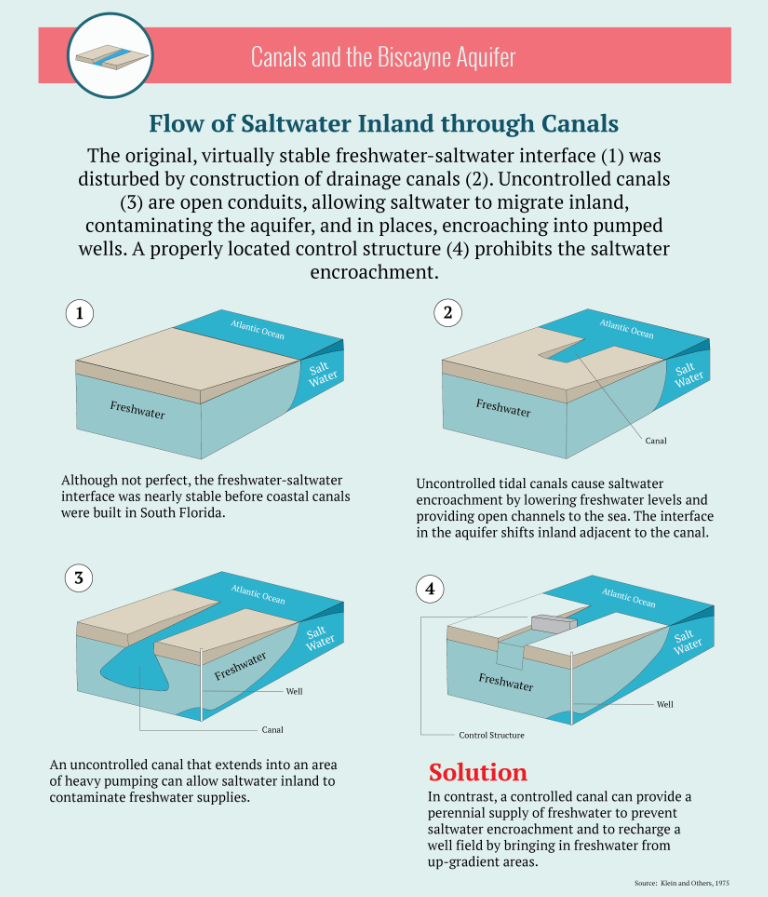 Canals and the Biscayne Aquifer
Flow of Saltwater Inland through Canals
The original, virtually stable freshwater-saltwater interface (1) was
disturbed by construction of drainage canals (2). Uncontrolled canals
(3) are open conduits, allowing saltwater to migrate inland,
contaminating the aquifer, and in places, encroaching into pumped
wells. A properly located control structure (4) prohibits the saltwater
encroachment.
1
Atlantic Ocean
Salt
Water
Freshwater
Although not perfect, the freshwater-saltwater
interface was nearly stable before coastal canals
were built in South Florida.
2
Atlantic Ocean
Salt
Water
Freshwater
Canal
Uncontrolled tidal canals cause saltwater
encroachment by lowering freshwater levels and
providing open channels to the sea. The interface
in the aquifer shifts inland adjacent to the canal.
3
Atlantic Ocean
Salt
Water
Freshwater
Well
Canal
An uncontrolled canal that extends into an area
of heavy pumping can allow saltwater inland to
contaminate freshwater supplies.
4
Atlantic Ocean
Salt
Water
Freshwater
Well
Control Structure
Solution
In contrast, a controlled canal can provide a
perennial supply of freshwater to prevent
saltwater encroachment and to recharge a
well field by bringing in freshwater from
up-gradient areas.
Source: Klein and Others, 1975